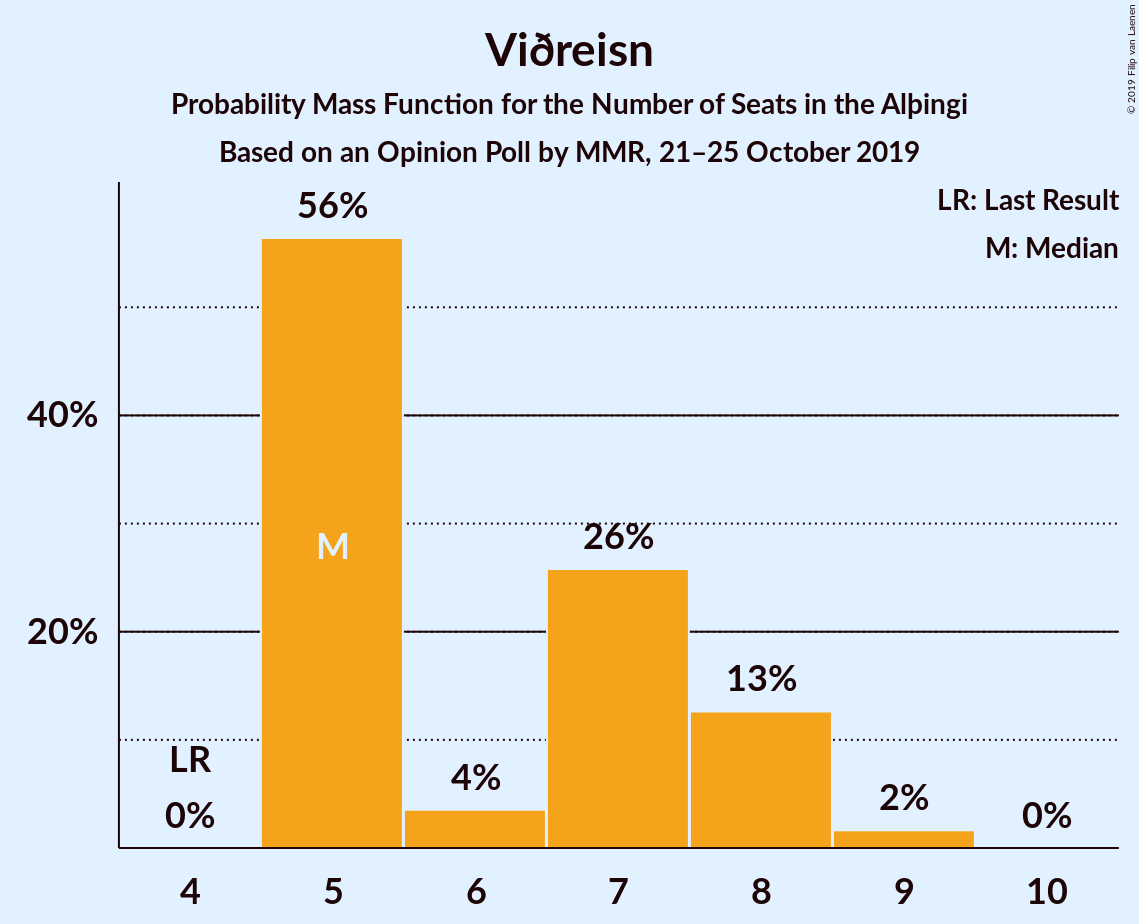 Viðreisn
Probability Mass Function for the Number of Seats in the Alþingi
Based on an Opinion Poll by MMR, 21–25 October 2019
© 2019 Filip van Laenen
LR: Last Result
M: Median
56%
40%
M
26%
20%
13%
LR
4%
2%
0%
0%
4 5 6 7 8 9 10